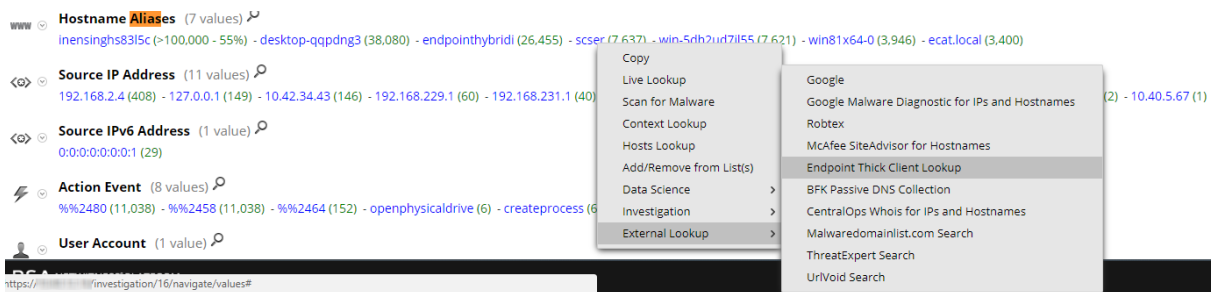 www Hostname Aliases (7 values)
inensinghs83l5c (>100,000 - 55%) - desktop-qqpdng3 (38,080) - endpointhybridi (26,455) - scser (7,637) - win-5dh2ud7il55 (7,621) - win81x64-0 (3,946) - ecat.local (3,400)
Source IP Address (11 values)
192.168.2.4 (408) - 127.0.0.1 (149) - 10.42.34.43 (146) - 192.168.229.1 (60) - 192.168.231.1 (40)
(2) - 10.40.5.67 (1)
Source IPv6 Address (1 value)
0:0:0:0:0:0:0:1 (29)
Action Event (8 values)
%%2480 (11,038) - %%2458 (11,038) - %%2464 (152) - openphysicaldrive (6) - createprocess (6
User Account (1 value)
https:// /investigation/16/navigate/values#
Copy
Live Lookup
Scan for Malware
Context Lookup
Hosts Lookup
Add/Remove from List(s)
Data Science >
Investigation >
External Lookup >
Google
Google Malware Diagnostic for IPs and Hostnames
Robtex
McAfee SiteAdvisor for Hostnames
Endpoint Thick Client Lookup
BFK Passive DNS Collection
CentralOps Whois for IPs and Hostnames
Malwaredomainlist.com Search
ThreatExpert Search
UrlVoid Search